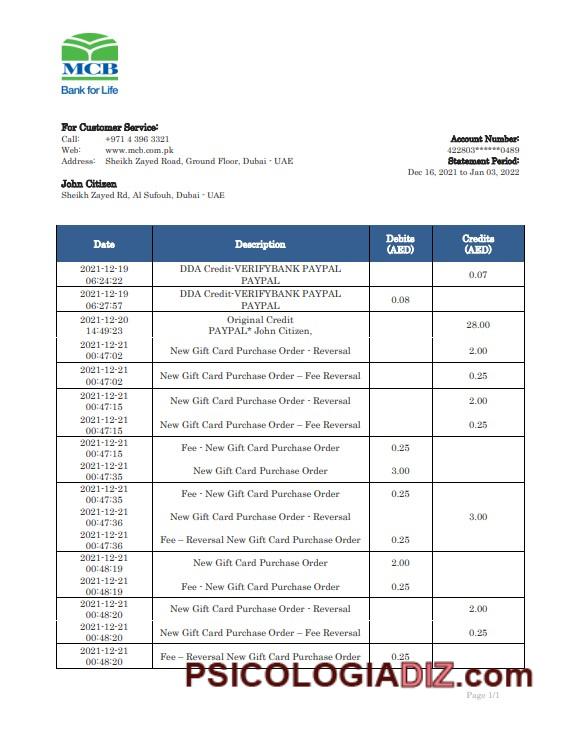 MCB
Bank for Life
For Customer Service:
Call: +971 4 396 3321
Web: www.mcb.com.pk
Address: Sheikh Zayed Road, Ground Floor, Dubai - UAE
Account Number:
422803******0489
Statement Period:
Dec 16, 2021 to Jan 03, 2022
John Citizen
Sheikh Zayed Rd, Al Sufouh, Dubai - UAE
Date Description Debits (AED) Credits (AED)
2021-12-19 06:24:22 DDA Credit-VERIFYBANK PAYPAL PAYPAL 0.07
2021-12-19 06:27:57 DDA Credit-VERIFYBANK PAYPAL PAYPAL 0.08
2021-12-20 14:49:23 Original Credit PAYPAL* John Citizen, 28.00
2021-12-21 00:47:02 New Gift Card Purchase Order - Reversal 2.00
2021-12-21 00:47:02 New Gift Card Purchase Order – Fee Reversal 0.25
2021-12-21 00:47:15 New Gift Card Purchase Order - Reversal 2.00
2021-12-21 00:47:15 New Gift Card Purchase Order – Fee Reversal 0.25
2021-12-21 00:47:15 Fee - New Gift Card Purchase Order 0.25
2021-12-21 00:47:35 New Gift Card Purchase Order 3.00
2021-12-21 00:47:35 Fee - New Gift Card Purchase Order 0.25
2021-12-21 00:47:36 New Gift Card Purchase Order - Reversal 3.00
2021-12-21 00:47:36 Fee – Reversal New Gift Card Purchase Order 0.25
2021-12-21 00:48:19 New Gift Card Purchase Order 2.00
2021-12-21 00:48:19 Fee - New Gift Card Purchase Order 0.25
2021-12-21 00:48:20 New Gift Card Purchase Order - Reversal 2.00
2021-12-21 00:48:20 New Gift Card Purchase Order – Fee Reversal 0.25
2021-12-21 00:48:20 Fee – Reversal New Gift Card Purchase Order 0.25
PSICOLOGIADIZ.com
Page 1/1